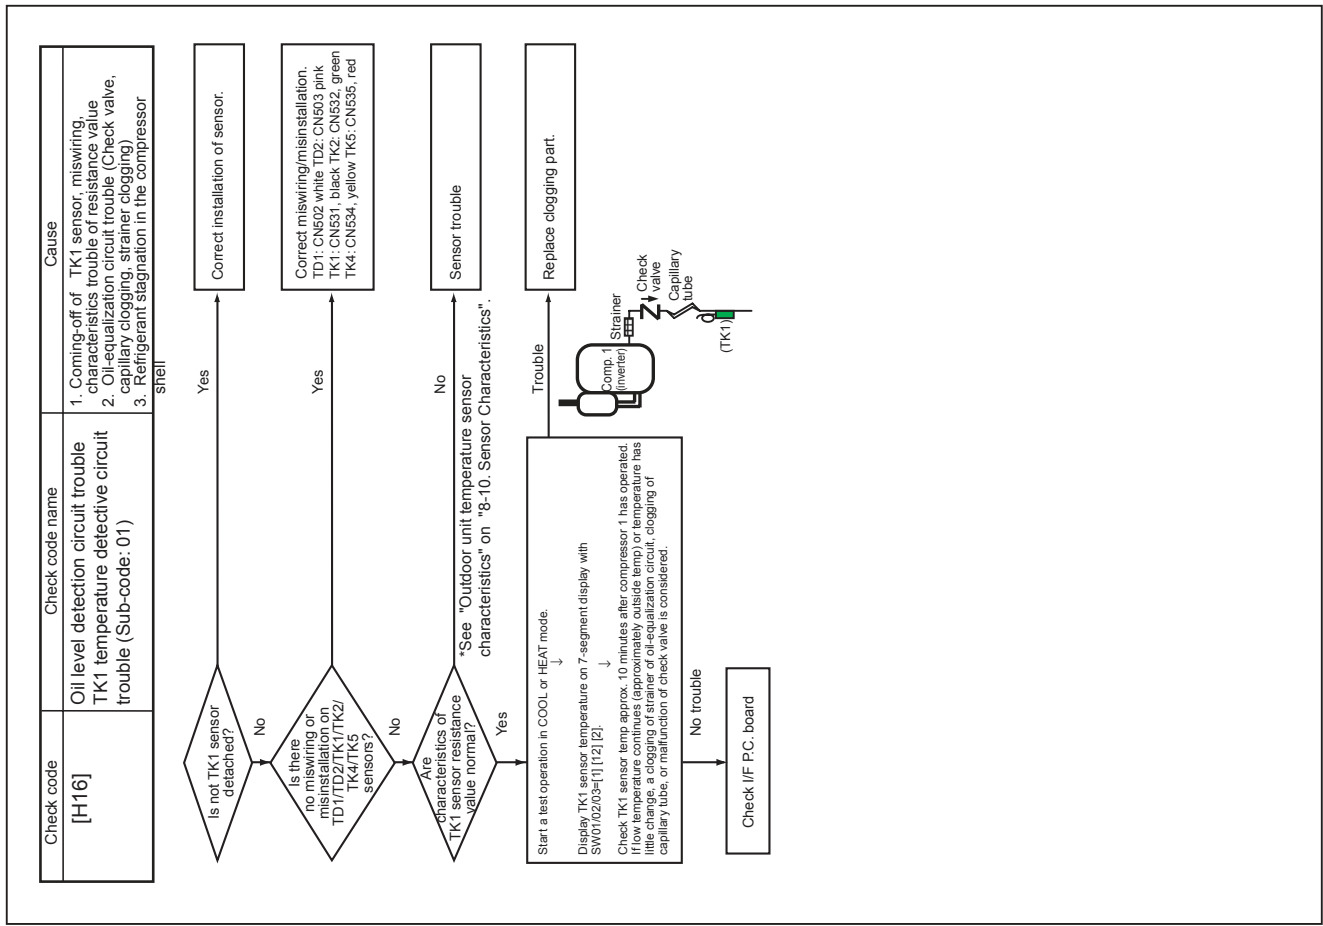 Check code
Check code name
Cause
[H16]
Oil level detection circuit trouble
TK1 temperature detective circuit
trouble (Sub-code: 01)
1. Coming-off of TK1 sensor, miswiring,
characteristics trouble of resistance value
2. Oil-equalization circuit trouble (Check valve,
capillary clogging, strainer clogging)
3. Refrigerant stagnation in the compressor
shell
Is not TK1 sensor
detached?
Yes
Correct installation of sensor.
No
Is there
no miswiring or
misinstallation on
TD1/TD2/TK1/TK2/
TK4/TK5
sensors?
Yes
Correct miswiring/misinstallation.
TD1: CN502 white TD2: CN503 pink
TK1: CN531, black TK2: CN532, green
TK4: CN534, yellow TK5: CN535, red
No
Are
characteristics of
TK1 sensor resistance
value normal?
No
Sensor trouble
*See "Outdoor unit temperature sensor
characteristics" on "8-10. Sensor Characteristics".
Yes
Start a test operation in COOL or HEAT mode.
↓
Display TK1 sensor temperature on 7-segment display with
SW01/02/03=[1] [12] [2].
↓
Check TK1 sensor temp approx. 10 minutes after compressor 1 has operated.
If low temperature continues (approximately outside temp) or temperature has
little change, a clogging of strainer of oil-equalization circuit, clogging of
capillary tube, or malfunction of check valve is considered.
Trouble
Replace clogging part.
Comp. 1
(inverter)
Strainer
Check
valve
Capillary
tube
(TK1)
No trouble
Check I/F P.C. board